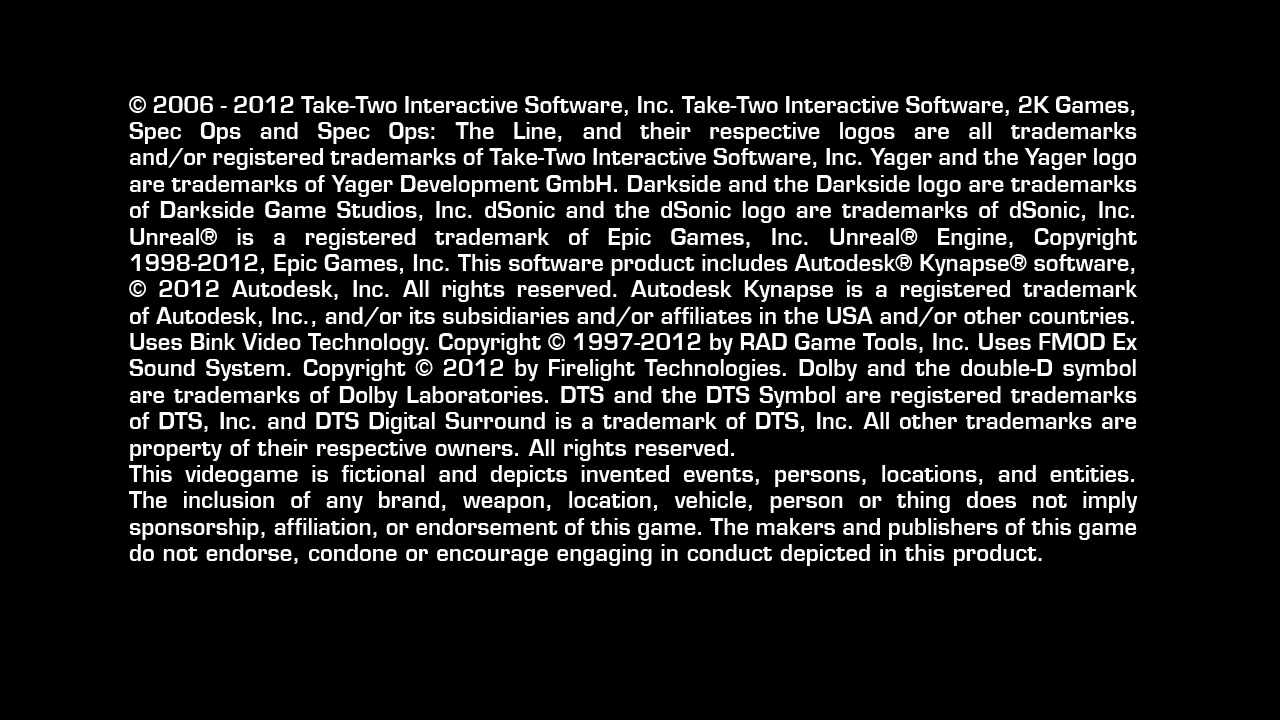 © 2006 - 2012 Take-Two Interactive Software, Inc. Take-Two Interactive Software, 2K Games,
Spec Ops and Spec Ops: The Line, and their respective logos are all trademarks
and/or registered trademarks of Take-Two Interactive Software, Inc. Yager and the Yager logo
are trademarks of Yager Development GmbH. Darkside and the Darkside logo are trademarks
of Darkside Game Studios, Inc. dSonic and the dSonic logo are trademarks of dSonic, Inc.
Unreal® is a registered trademark of Epic Games, Inc. Unreal® Engine, Copyright
1998-2012, Epic Games, Inc. This software product includes Autodesk® Kynapse® software,
© 2012 Autodesk, Inc. All rights reserved. Autodesk Kynapse is a registered trademark
of Autodesk, Inc., and/or its subsidiaries and/or affiliates in the USA and/or other countries.
Uses Bink Video Technology. Copyright © 1997-2012 by RAD Game Tools, Inc. Uses FMOD Ex
Sound System. Copyright © 2012 by Firelight Technologies. Dolby and the double-D symbol
are trademarks of Dolby Laboratories. DTS and the DTS Symbol are registered trademarks
of DTS, Inc. and DTS Digital Surround is a trademark of DTS, Inc. All other trademarks are
property of their respective owners. All rights reserved.
This videogame is fictional and depicts invented events, persons, locations, and entities.
The inclusion of any brand, weapon, location, vehicle, person or thing does not imply
sponsorship, affiliation, or endorsement of this game. The makers and publishers of this game
do not endorse, condone or encourage engaging in conduct depicted in this product.